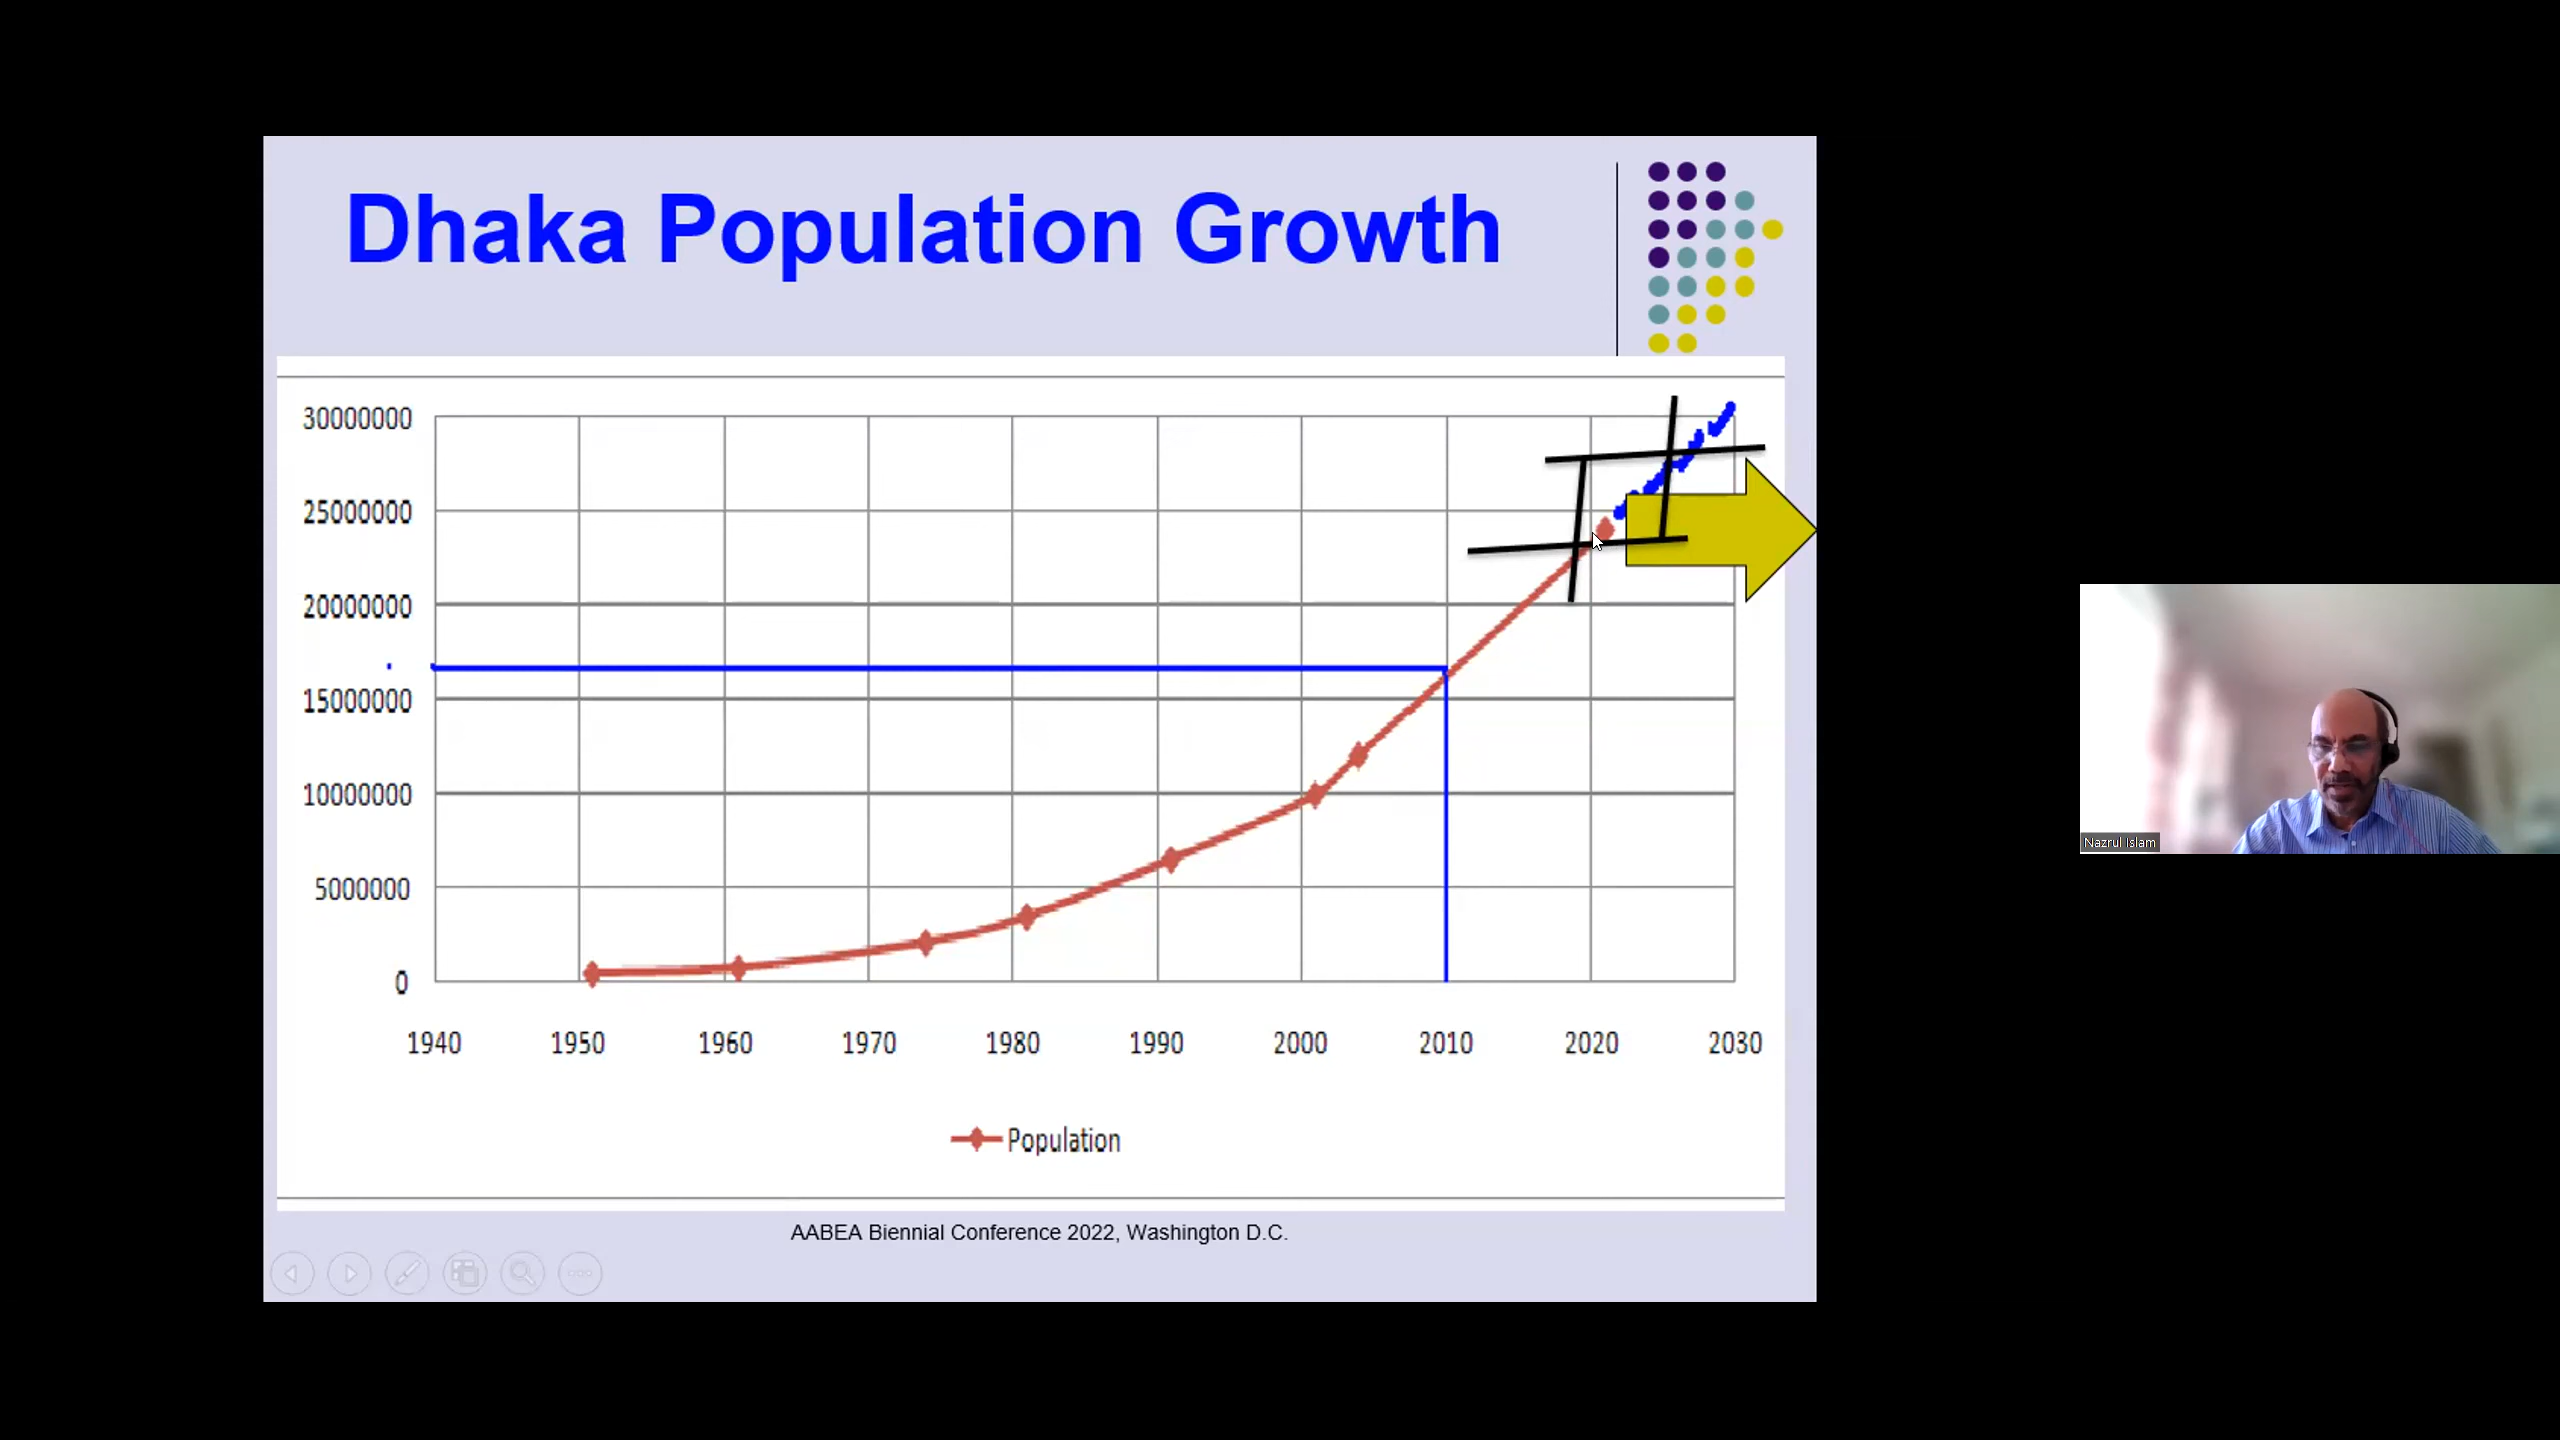 Dhaka Population Growth
30000000
25000000
20000000
15000000
10000000
5000000
0
1940 1950 1960 1970 1980 1990 2000 2010 2020 2030
Population
AABEA Biennial Conference 2022, Washington D.C.
Nazrul Islam